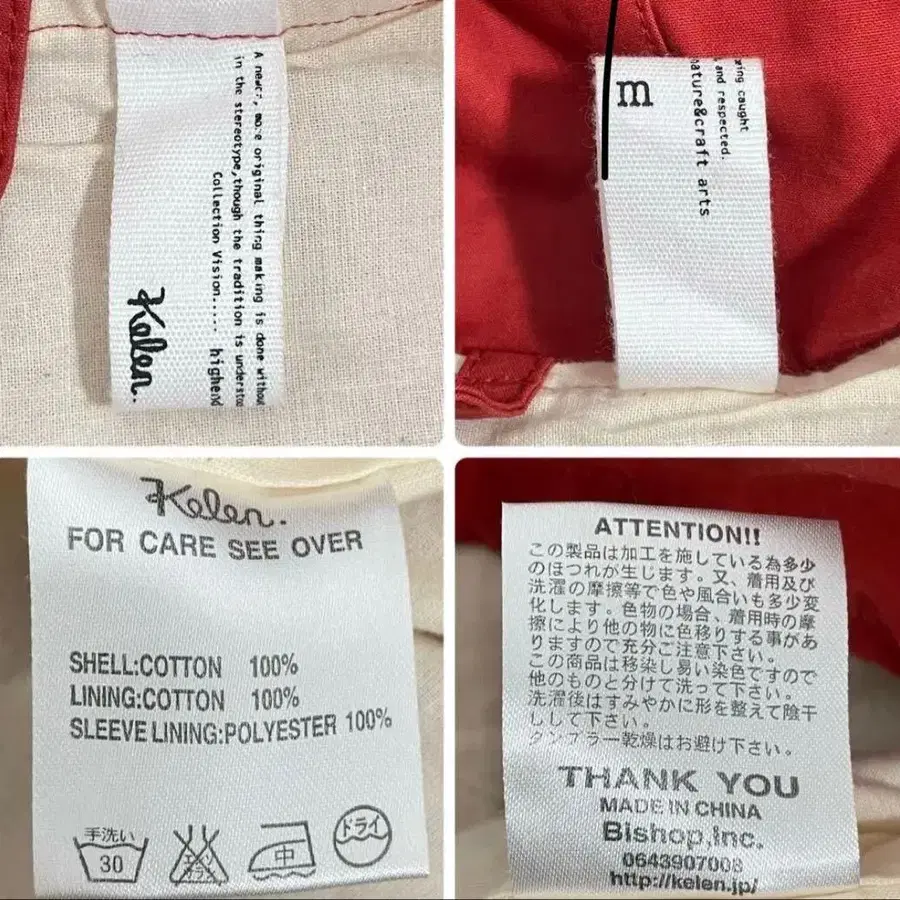 A newer, more original thing making is done withou
in the stereotype,though the tradition is understoo
Collection Vision..... highend
Kelen.
ying caught
and respected.
nature&craft arts
m
Kelen.
FOR CARE SEE OVER
SHELL:COTTON 100%
LINING:COTTON 100%
SLEEVE LINING:POLYESTER 100%
手洗い
30
エンソ
サラシ
中
ドライ
ATTENTION!!
この製品は加工を施している為多少
のほつれが生じます。又、着用及び
洗濯の摩擦等で色や風合いも多少変
化します。色物の場合、着用時の摩
擦により他の物に色移りする事があ
りますので充分ご注意下さい。
この商品は移染し易い染色ですので
他のものと分けて洗って下さい。
洗濯後はすみやかに形を整えて陰干
しして下さい。
タンブラー乾燥はお避け下さい。
THANK YOU
MADE IN CHINA
Bishop,Inc.
0643907008
http://kelen.jp/